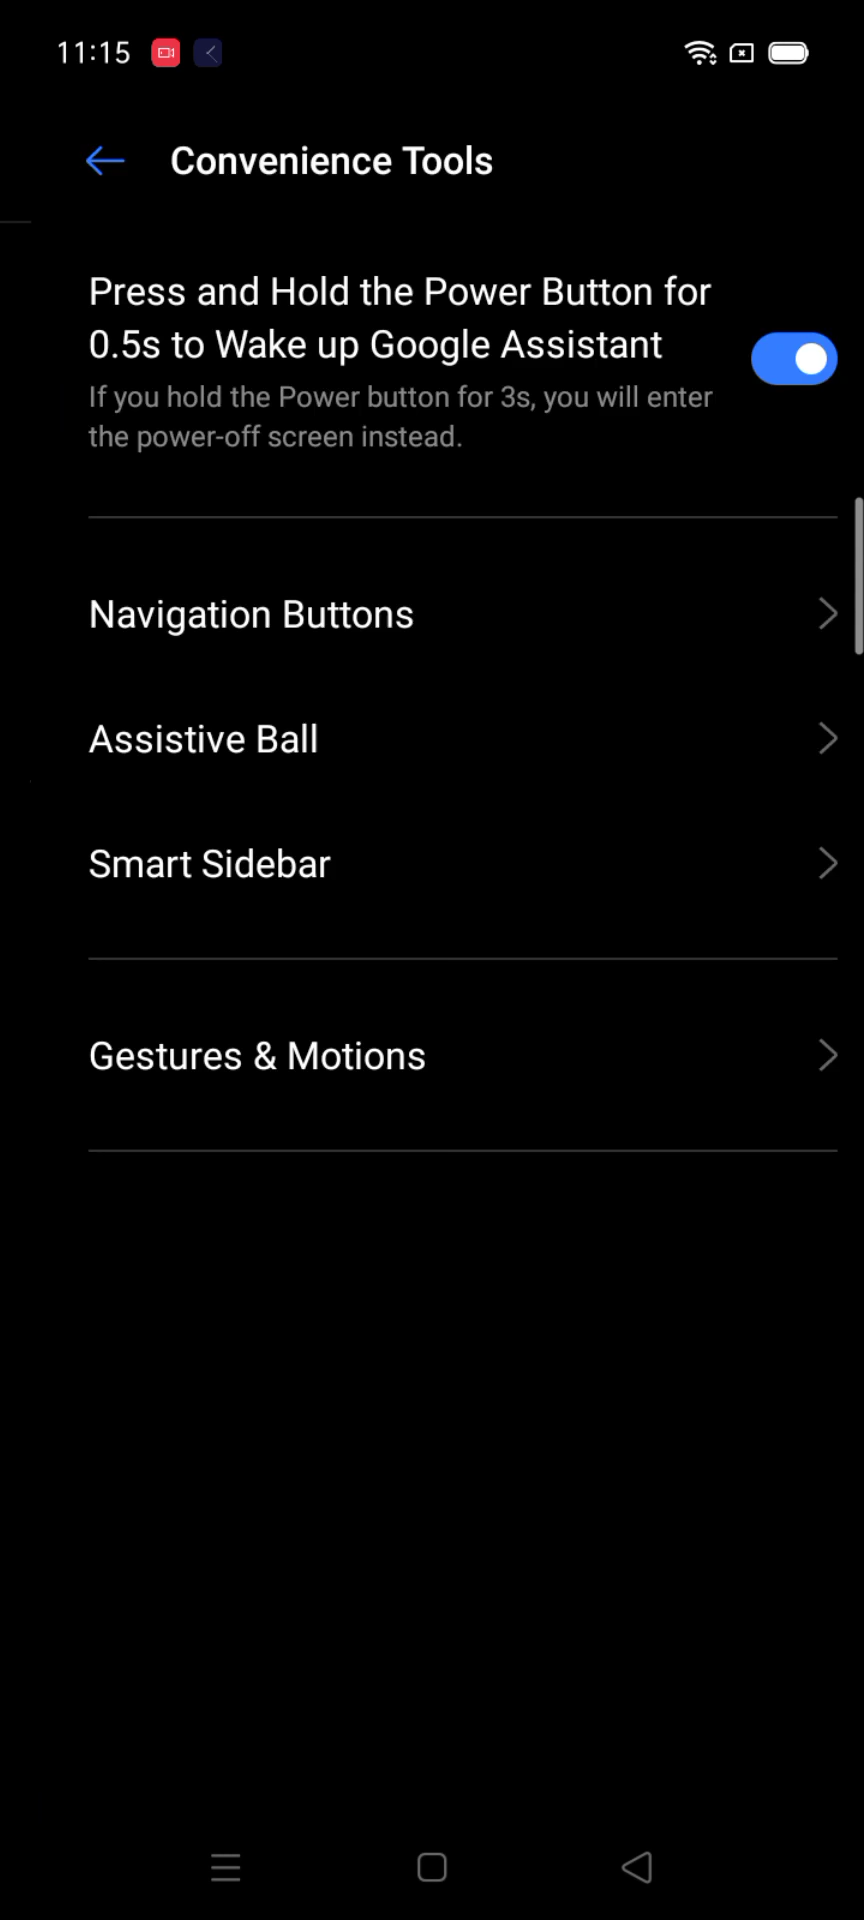 11:15
Convenience Tools
Press and Hold the Power Button for
0.5s to Wake up Google Assistant
If you hold the Power button for 3s, you will enter
the power-off screen instead.
Navigation Buttons
Assistive Ball
Smart Sidebar
Gestures & Motions